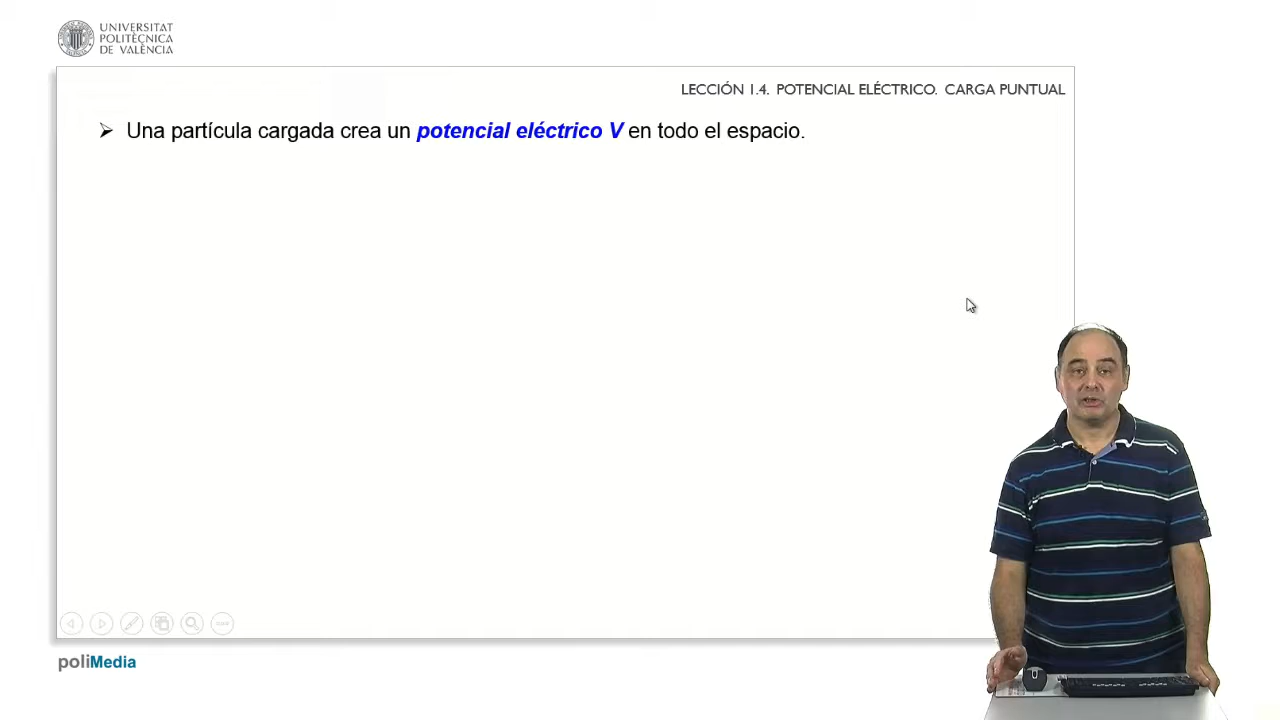 UNIVERSITAT
POLITÈCNICA
DE VALÈNCIA
LECCIÓN 1.4. POTENCIAL ELÉCTRICO. CARGA PUNTUAL
Una partícula cargada crea un potencial eléctrico V en todo el espacio.
poliMedia